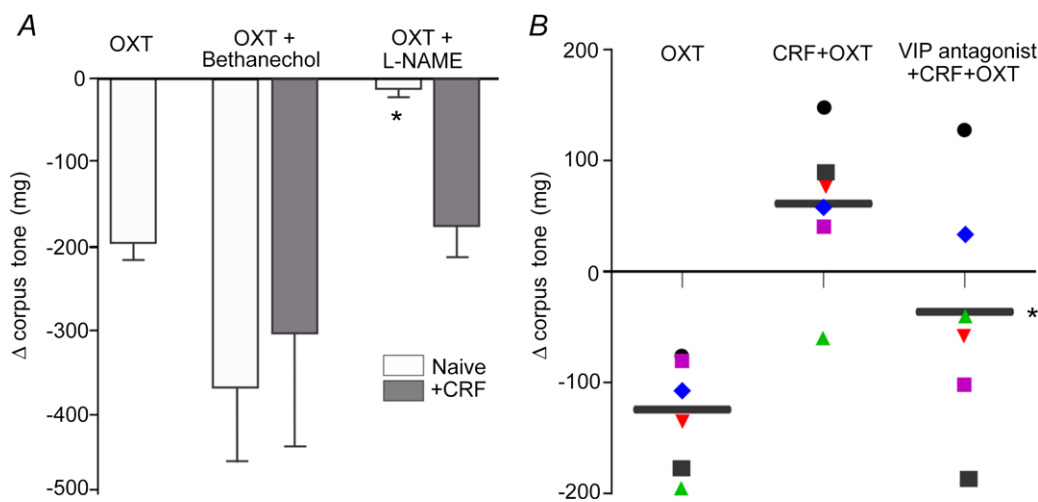 A
OXT
OXT +
Bethanechol
OXT +
L-NAME
0
-100
-200
-300
-400
-500
Δ corpus tone (mg)
*
Naive
+CRF
B
OXT
CRF+OXT
VIP antagonist
+CRF+OXT
200
100
0
-100
-200
Δ corpus tone (mg)
*